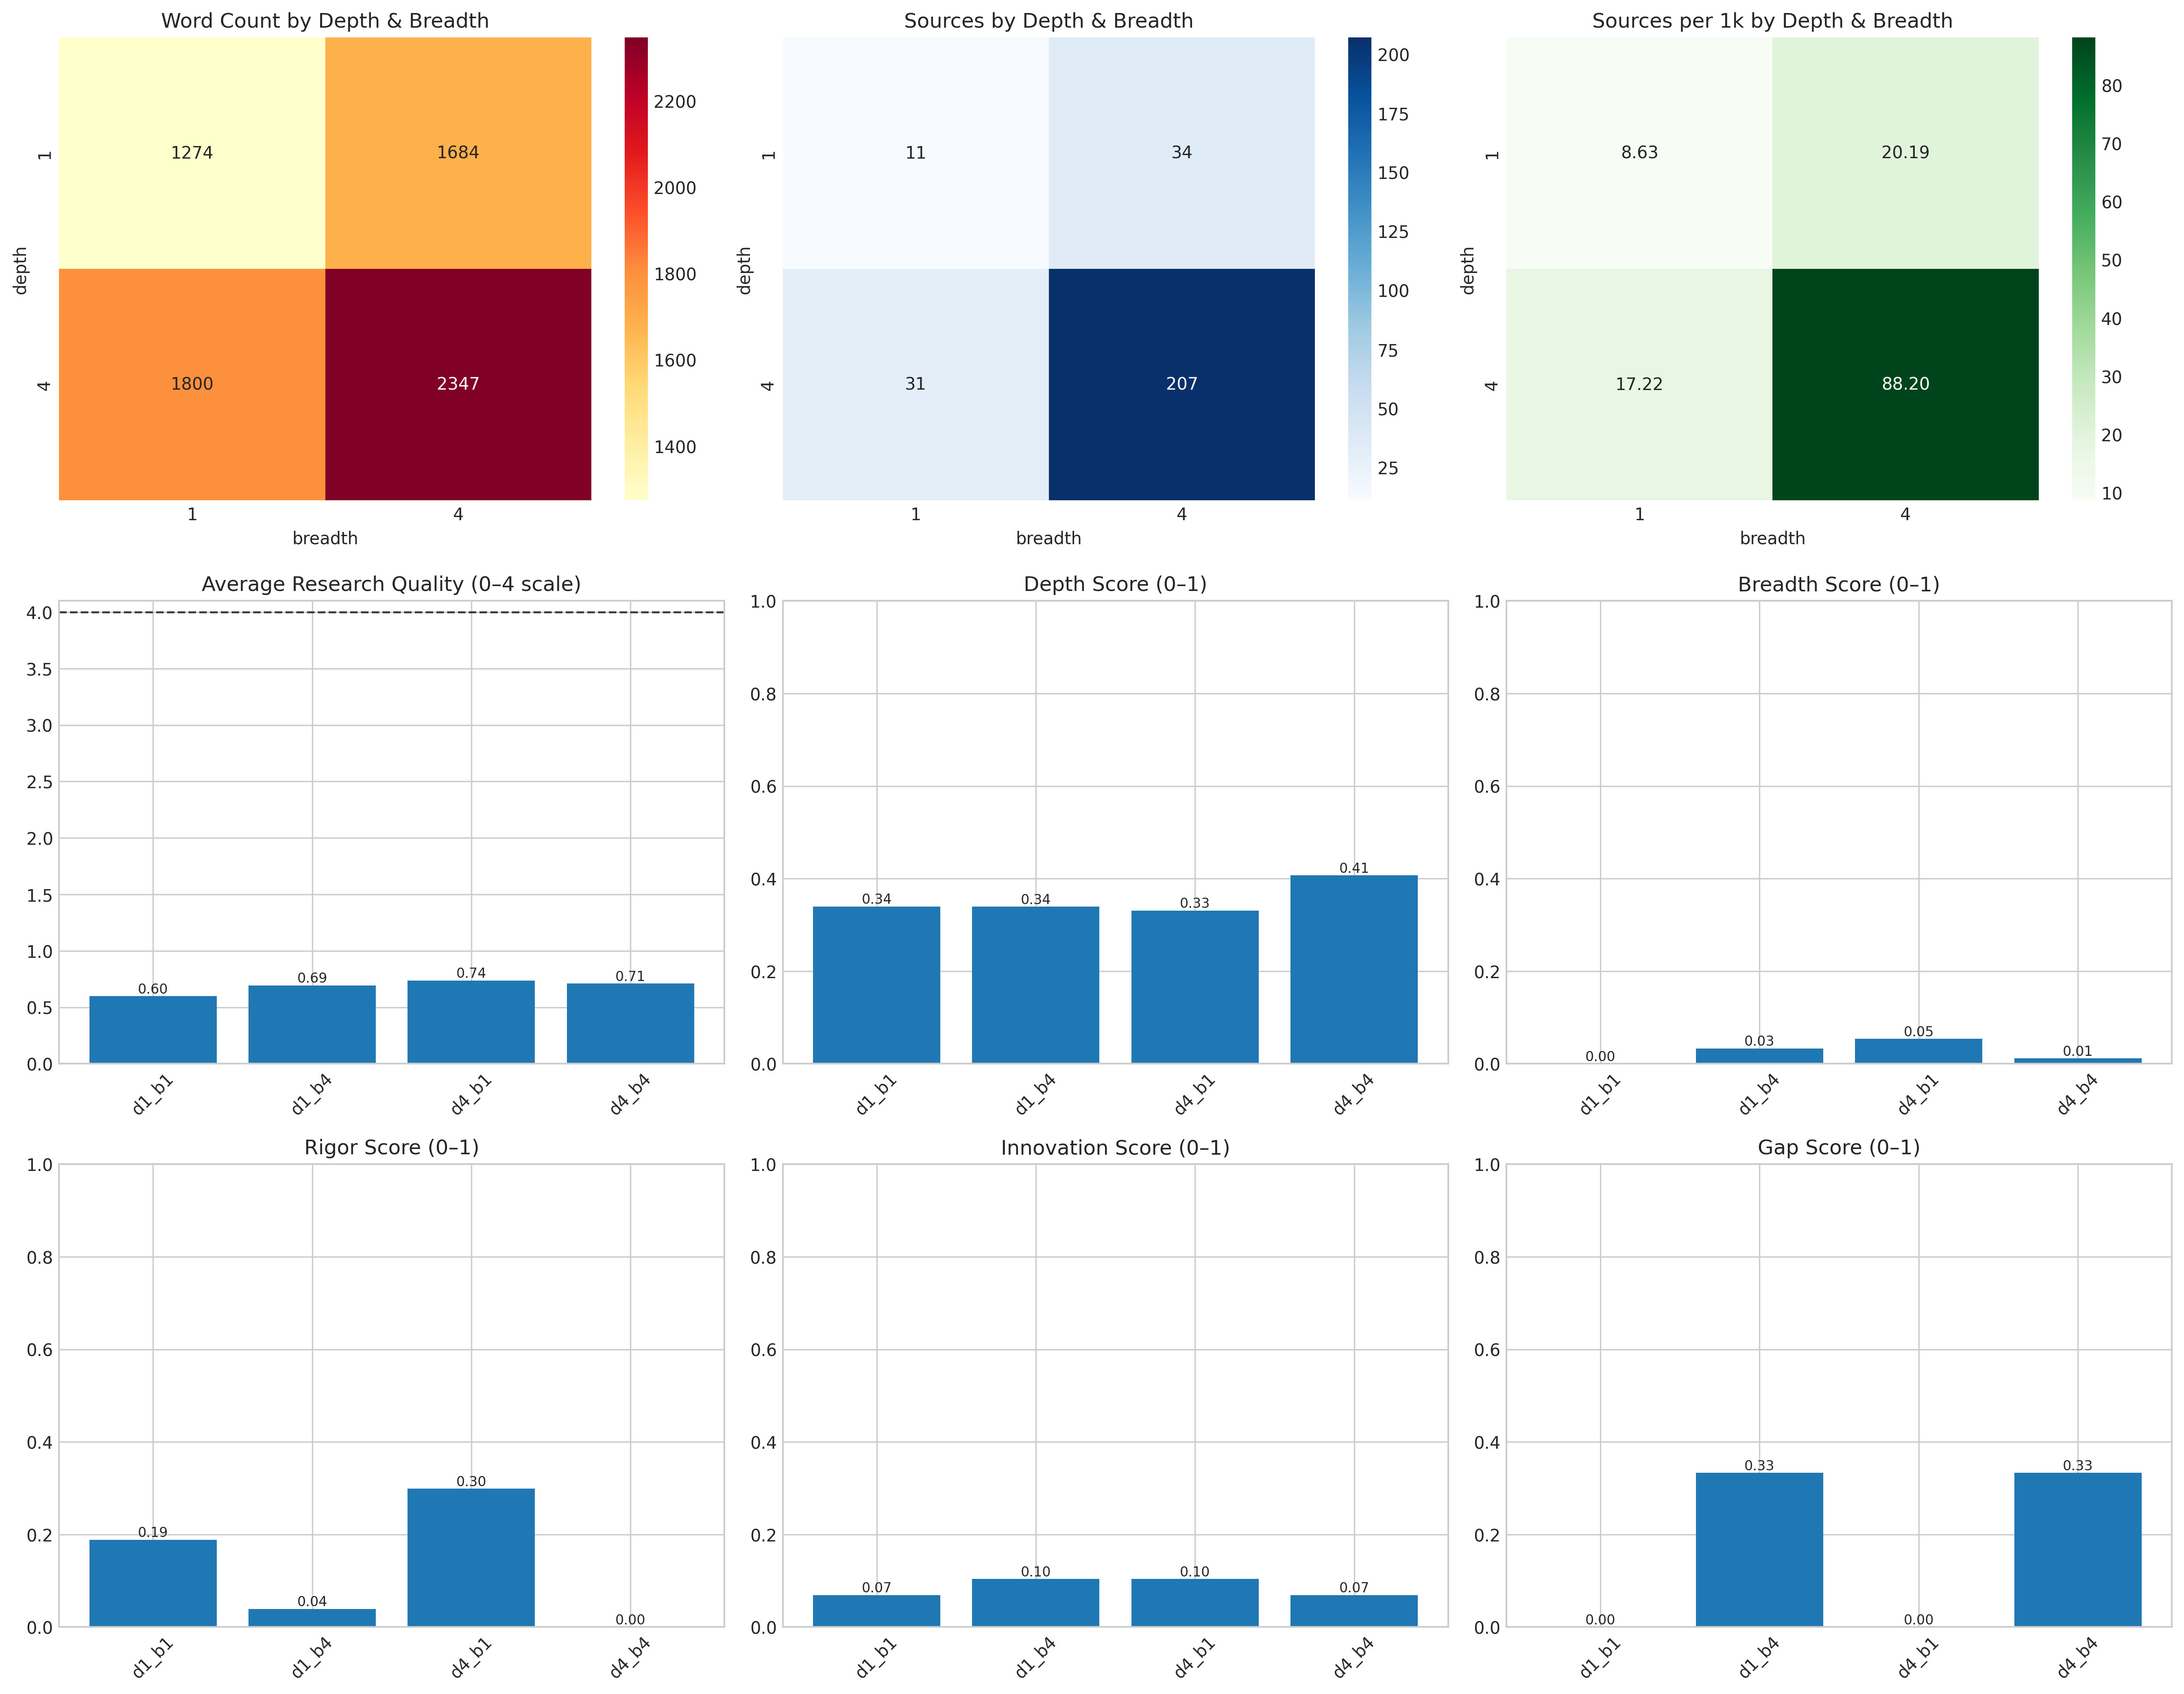 Word Count by Depth & Breadth
1274 1684
1800 2347
depth
1
4
1 4
breadth
2200
2000
1800
1600
1400
Sources by Depth & Breadth
11 34
31 207
depth
1
4
1 4
breadth
200
175
150
125
100
75
50
25
Sources per 1k by Depth & Breadth
8.63 20.19
17.22 88.20
depth
1
4
1 4
breadth
80
70
60
50
40
30
20
10
Average Research Quality (0–4 scale)
4.0
3.5
3.0
2.5
2.0
1.5
1.0
0.5
0.0
0.60 0.69 0.74 0.71
d1_b1 d1_b4 d4_b1 d4_b4
Depth Score (0–1)
1.0
0.8
0.6
0.4
0.2
0.0
0.34 0.34 0.33 0.41
d1_b1 d1_b4 d4_b1 d4_b4
Breadth Score (0–1)
1.0
0.8
0.6
0.4
0.2
0.0
0.00 0.03 0.05 0.01
d1_b1 d1_b4 d4_b1 d4_b4
Rigor Score (0–1)
1.0
0.8
0.6
0.4
0.2
0.0
0.19 0.04 0.30 0.00
d1_b1 d1_b4 d4_b1 d4_b4
Innovation Score (0–1)
1.0
0.8
0.6
0.4
0.2
0.0
0.07 0.10 0.10 0.07
d1_b1 d1_b4 d4_b1 d4_b4
Gap Score (0–1)
1.0
0.8
0.6
0.4
0.2
0.0
0.00 0.33 0.00 0.33
d1_b1 d1_b4 d4_b1 d4_b4